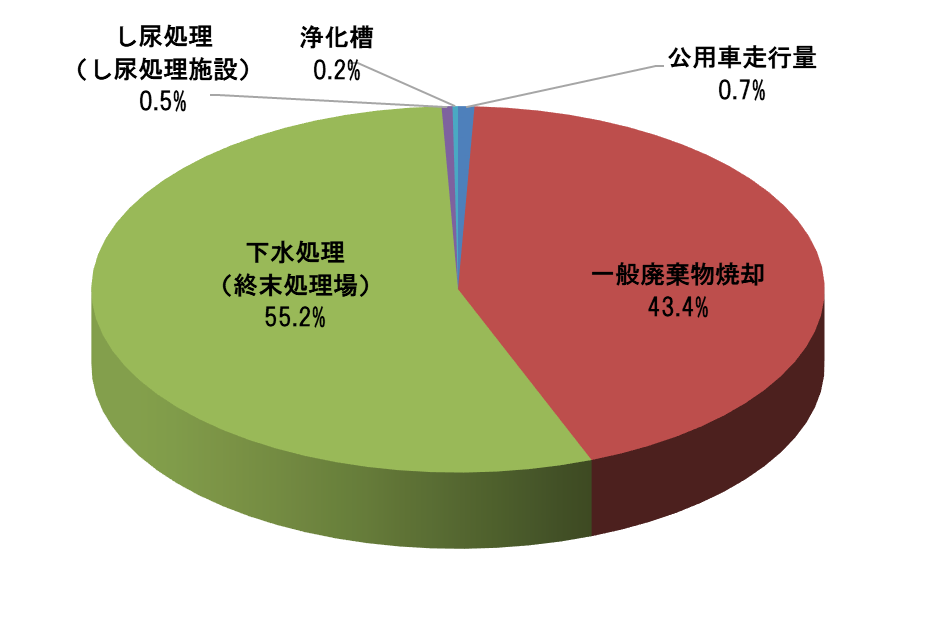 し尿処理
（し尿処理施設）
0.5%
浄化槽
0.2%
公用車走行量
0.7%
下水処理
（終末処理場）
55.2%
一般廃棄物焼却
43.4%